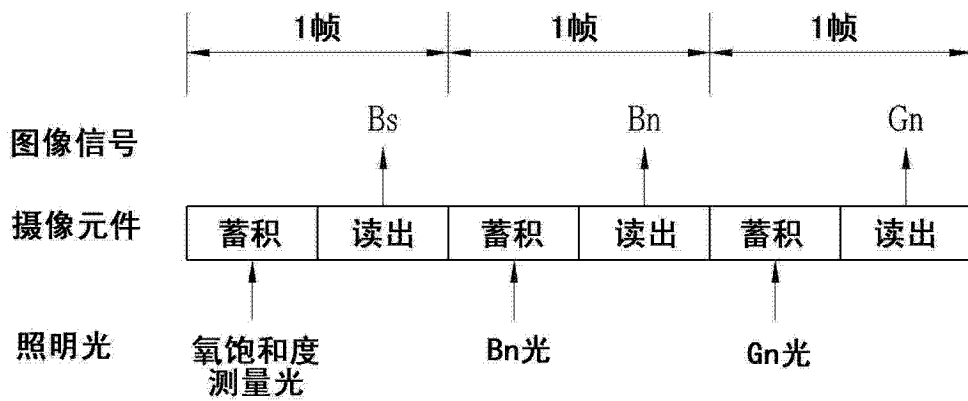 1帧 1帧 1帧
图像信号 Bs Bn Gn
摄像元件 蓄积 读出 蓄积 读出 蓄积 读出
照明光 氧饱和度 Bn光 Gn光
测量光